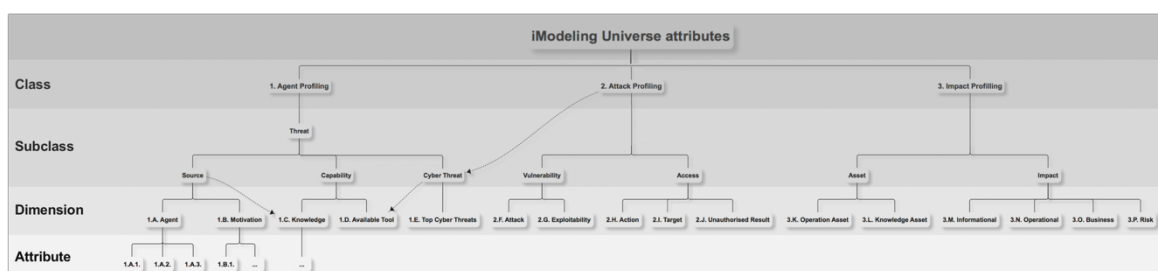 iModeling Universe attributes
Class
1. Agent Profiling
2. Attack Profiling
3. Impact Profilling
Threat
Subclass
Source
Capability
Cyber Threat
Vulnerability
Access
Asset
Impact
Dimension
1.A. Agent
1.B. Motivation
1.C. Knowledge
1.D. Available Tool
1.E. Top Cyber Threats
2.F. Attack
2.G. Exploitability
2.H. Action
2.I. Target
2.J. Unauthorised Result
3.K. Operation Asset
3.L. Knowledge Asset
3.M. Informational
3.N. Operational
3.O. Business
3.P. Risk
Attribute
1.A.1.
1.A.2.
1.A.3.
1.B.1.
...
...